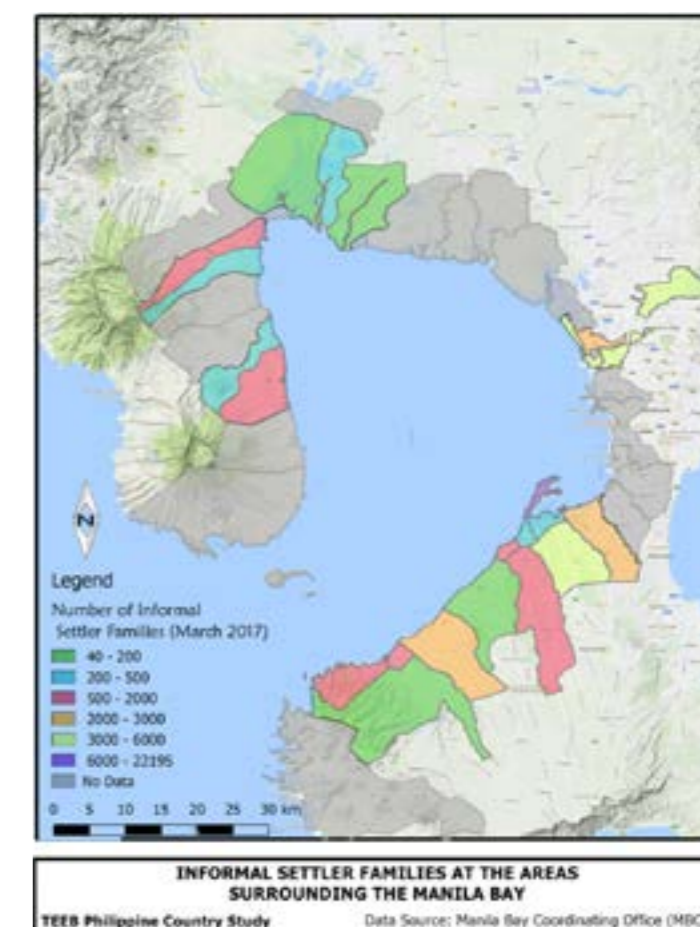 N
Legend
Number of Informal
Settler Families (March 2017)
40 - 200
200 - 500
500 - 2000
2000 - 3000
3000 - 6000
6000 - 22195
No Data
0 5 10 15 20 25 30 km
INFORMAL SETTLER FAMILIES AT THE AREAS
SURROUNDING THE MANILA BAY
TEEB Philippine Country Study
Data Source: Manila Bay Coordinating Office (MBC